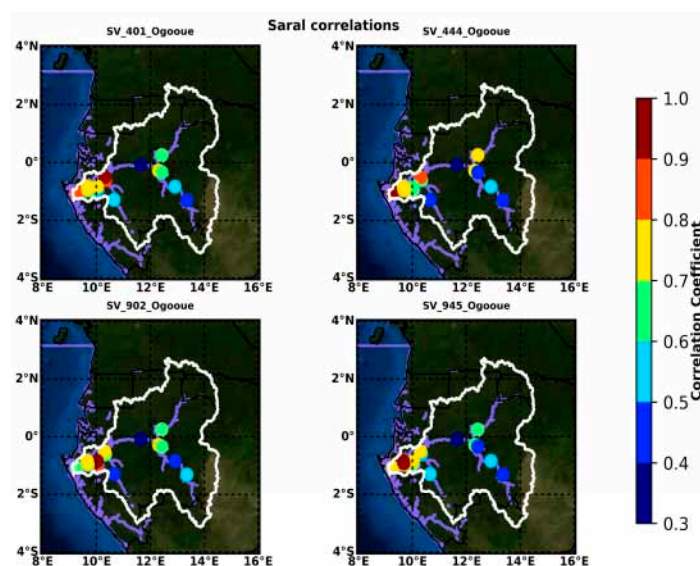 Saral correlations
SV_401_Ogooue
SV_444_Ogooue
4°N
2°N
0°
2°S
4°S
8°E 10°E 12°E 14°E 16°E
4°N
2°N
0°
2°S
4°S
8°E 10°E 12°E 14°E 16°E
SV_902_Ogooue
SV_945_Ogooue
4°N
2°N
0°
2°S
4°S
8°E 10°E 12°E 14°E 16°E
4°N
2°N
0°
2°S
4°S
8°E 10°E 12°E 14°E 16°E
1.0
0.9
0.8
0.7
0.6
0.5
0.4
0.3
Correlation Coefficient